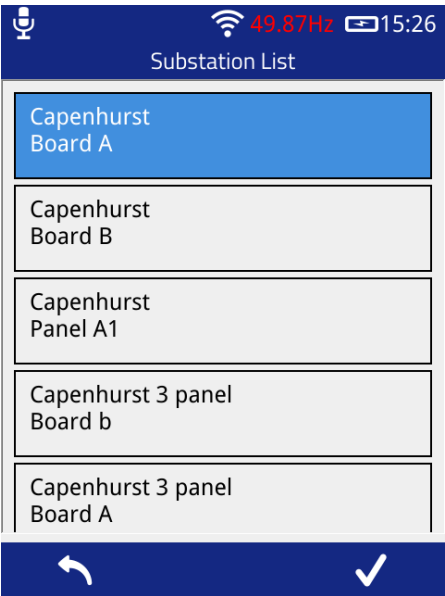 49.87Hz 15:26
Substation List
Capenhurst
Board A
Capenhurst
Board B
Capenhurst
Panel A1
Capenhurst 3 panel
Board b
Capenhurst 3 panel
Board A